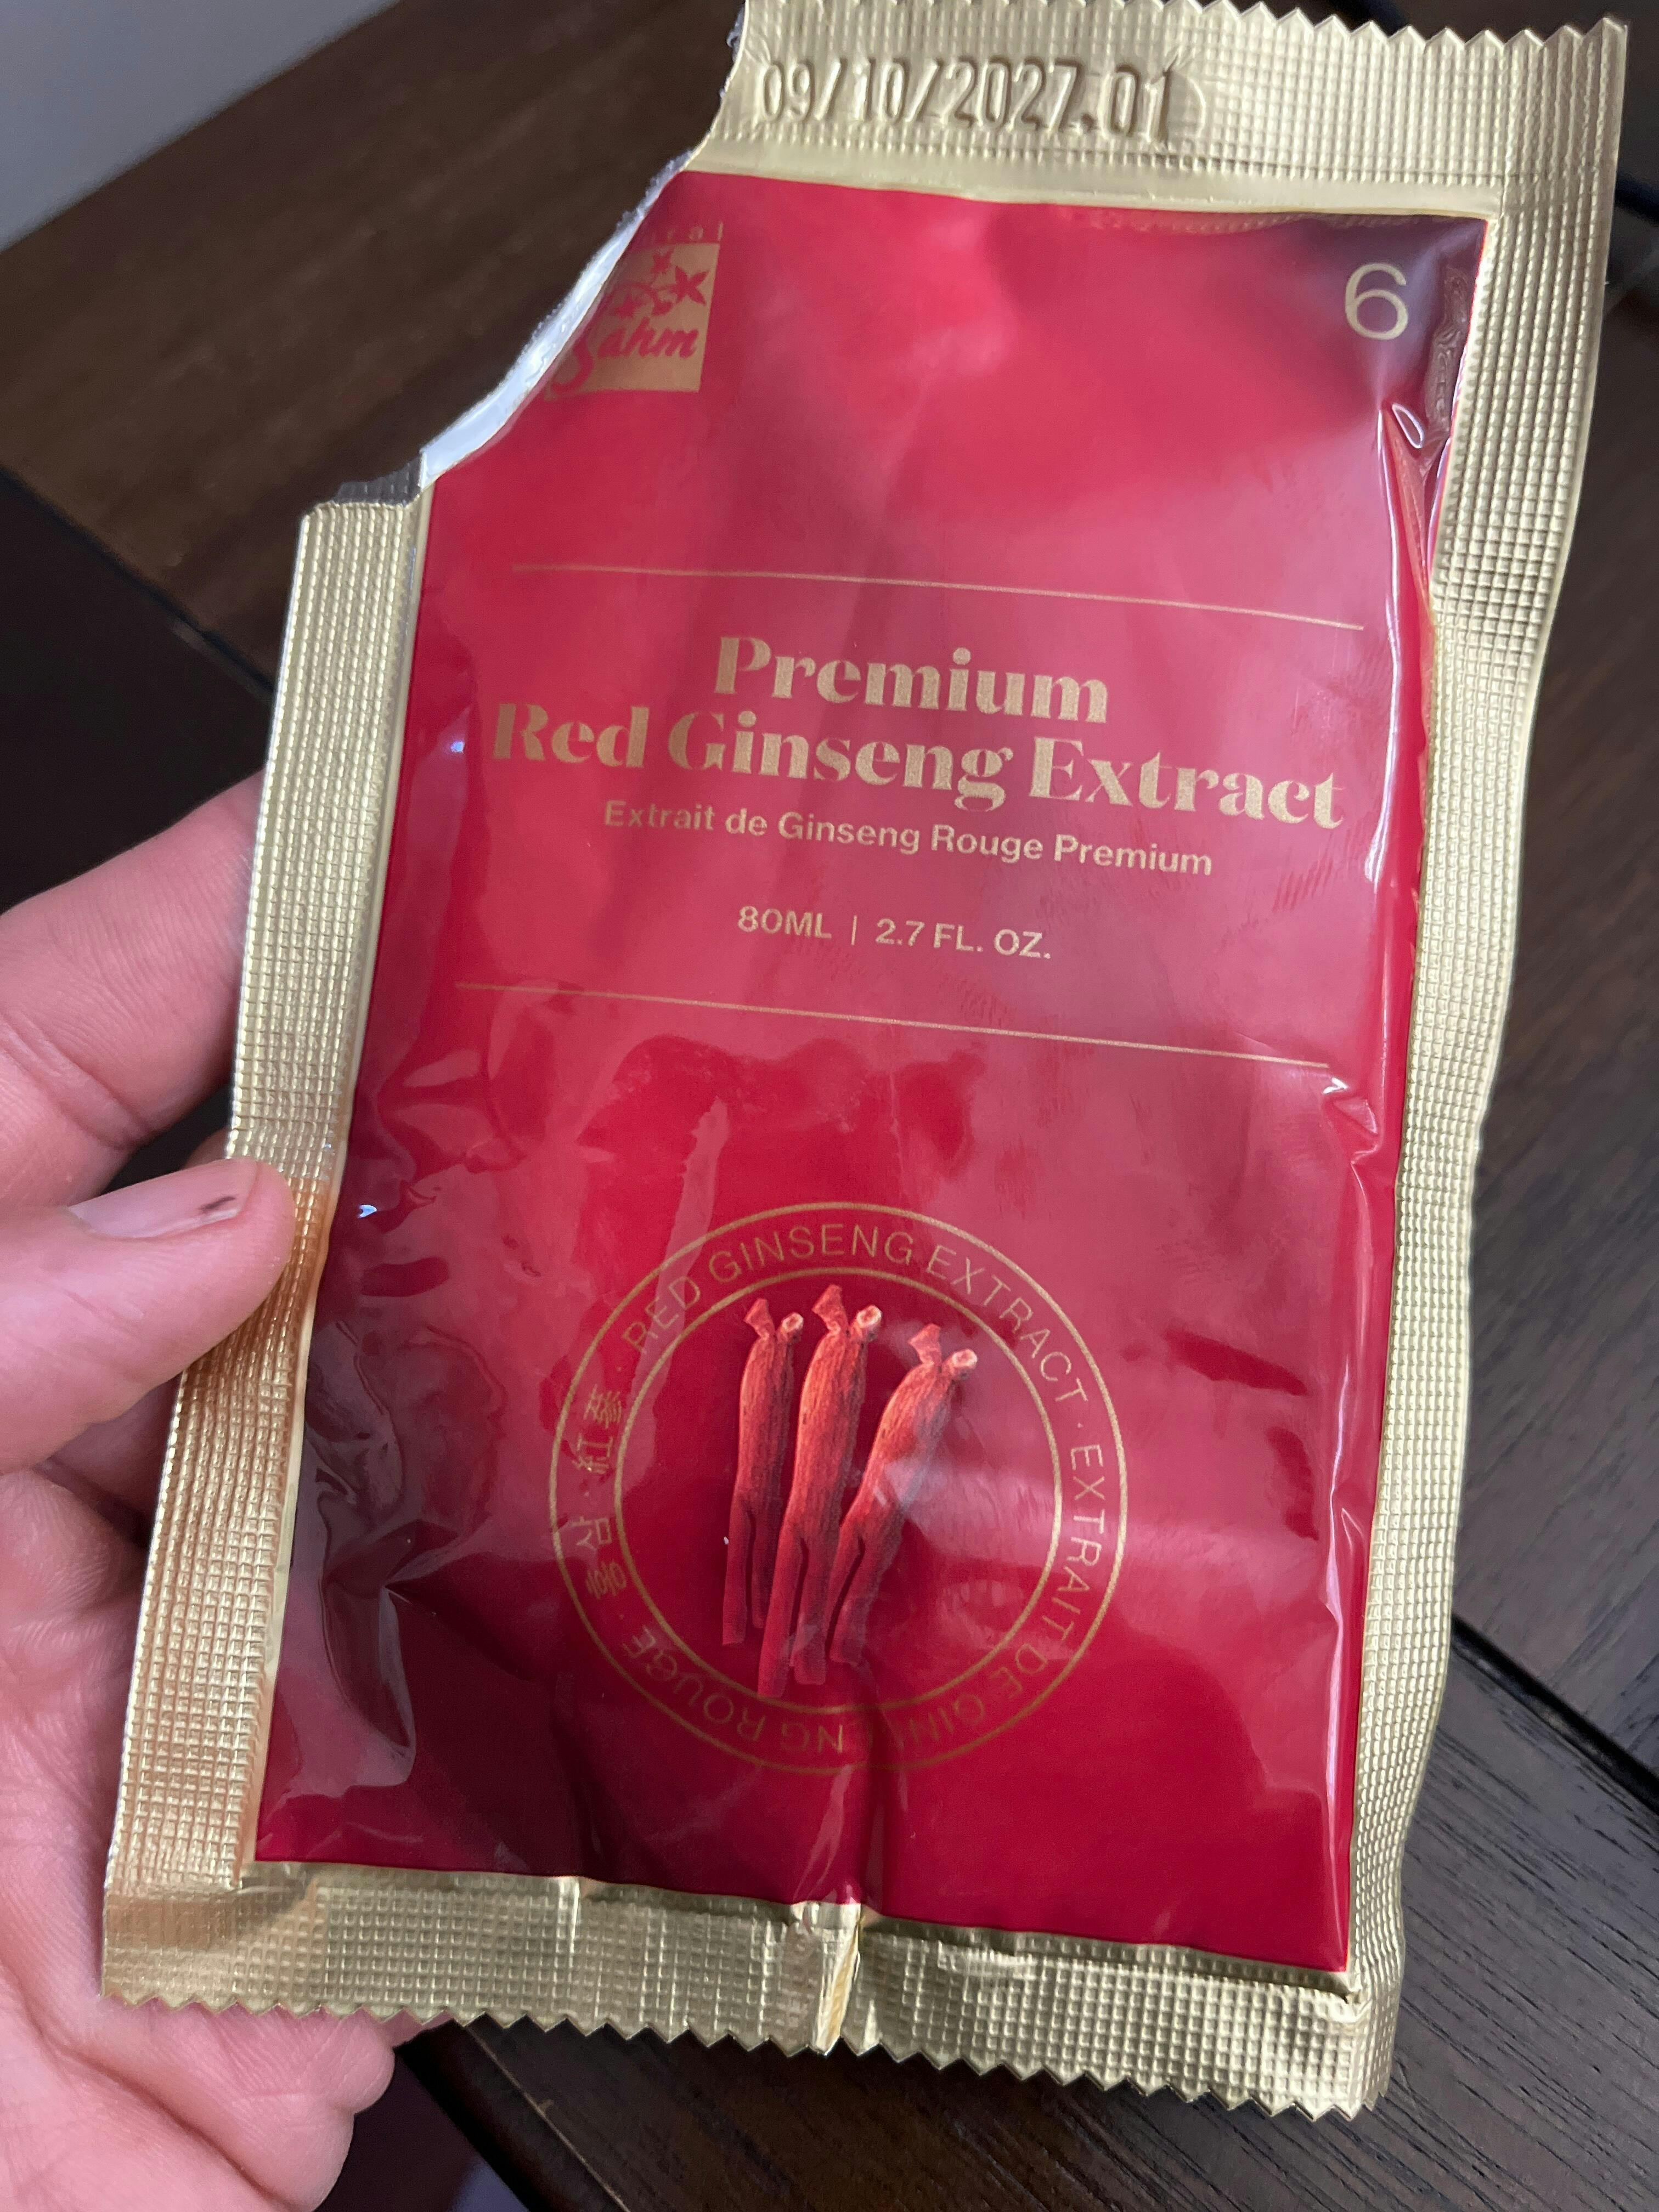 09/10/2027.01
Sahm
6
Premium
Red Ginseng Extract
Extrait de Ginseng Rouge Premium
80ML | 2.7 FL. OZ.
RED GINSENG EXTRACT · EXTRAIT DE GINSENG ROUGE · 홍삼 · 紅蔘 ·